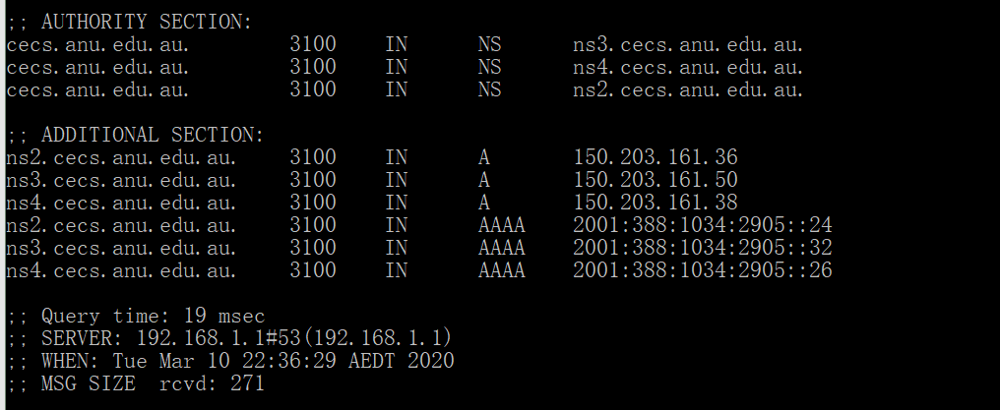 ;; AUTHORITY SECTION:
cecs.anu.edu.au. 3100 IN NS ns3.cecs.anu.edu.au.
cecs.anu.edu.au. 3100 IN NS ns4.cecs.anu.edu.au.
cecs.anu.edu.au. 3100 IN NS ns2.cecs.anu.edu.au.
;; ADDITIONAL SECTION:
ns2.cecs.anu.edu.au. 3100 IN A 150.203.161.36
ns3.cecs.anu.edu.au. 3100 IN A 150.203.161.50
ns4.cecs.anu.edu.au. 3100 IN A 150.203.161.38
ns2.cecs.anu.edu.au. 3100 IN AAAA 2001:388:1034:2905::24
ns3.cecs.anu.edu.au. 3100 IN AAAA 2001:388:1034:2905::32
ns4.cecs.anu.edu.au. 3100 IN AAAA 2001:388:1034:2905::26
;; Query time: 19 msec
;; SERVER: 192.168.1.1#53(192.168.1.1)
;; WHEN: Tue Mar 10 22:36:29 AEDT 2020
;; MSG SIZE  rcvd: 271